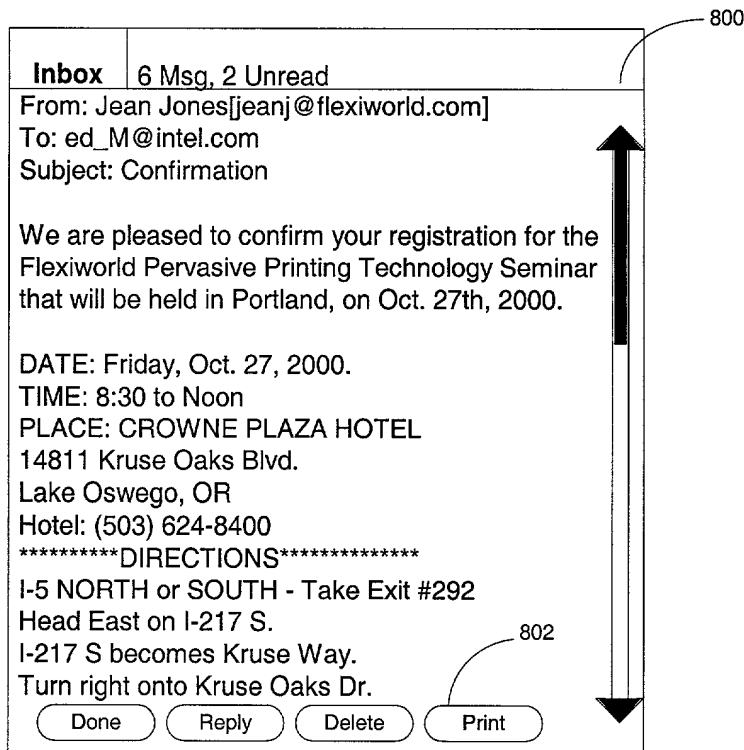 800
Inbox 6 Msg, 2 Unread
From: Jean Jones[jeanj@flexiworld.com]
To: ed_M@intel.com
Subject: Confirmation
We are pleased to confirm your registration for the
Flexiworld Pervasive Printing Technology Seminar
that will be held in Portland, on Oct. 27th, 2000.
DATE: Friday, Oct. 27, 2000.
TIME: 8:30 to Noon
PLACE: CROWNE PLAZA HOTEL
14811 Kruse Oaks Blvd.
Lake Oswego, OR
Hotel: (503) 624-8400
**********DIRECTIONS**************
I-5 NORTH or SOUTH - Take Exit #292
Head East on I-217 S.
802
I-217 S becomes Kruse Way.
Turn right onto Kruse Oaks Dr.
Done Reply Delete Print